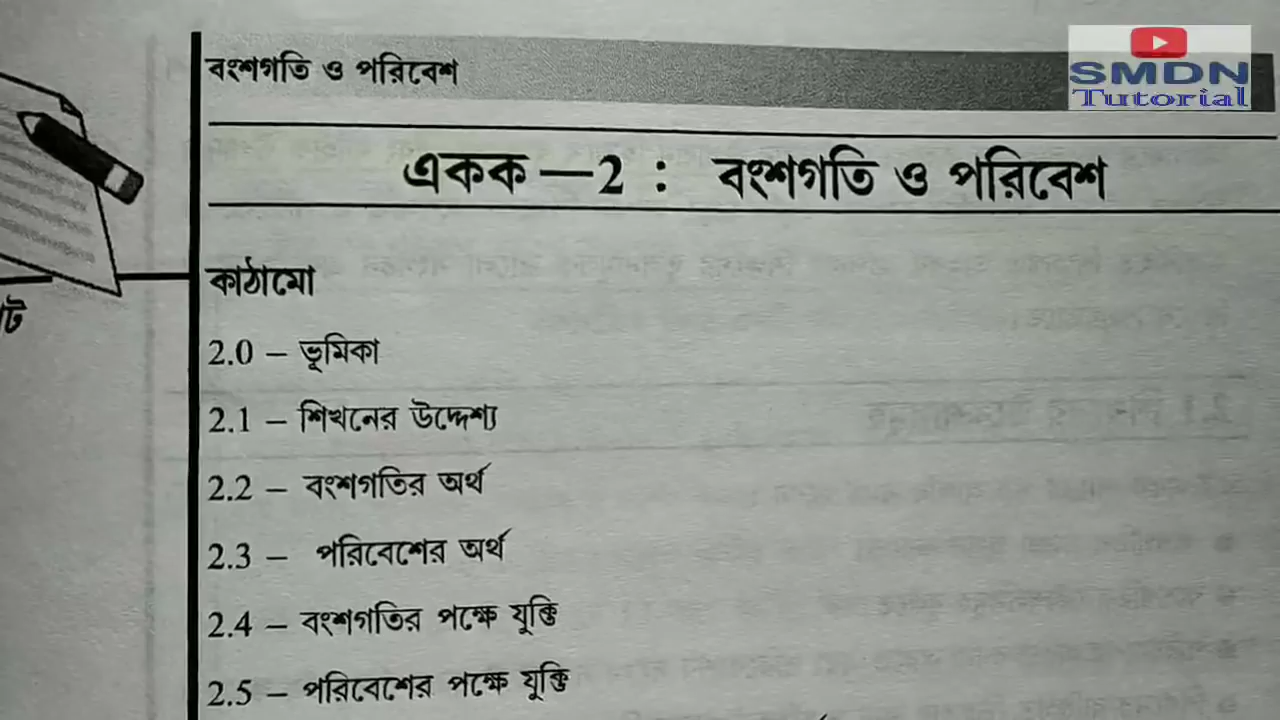 বংশগতি ও পরিবেশ
SMDN
Tutorial
একক —2 : বংশগতি ও পরিবেশ
কাঠামো
2.0 – ভূমিকা
2.1 – শিখনের উদ্দেশ্য
2.2 – বংশগতির অর্থ
2.3 – পরিবেশের অর্থ
2.4 – বংশগতির পক্ষে যুক্তি
2.5 – পরিবেশের পক্ষে যুক্তি